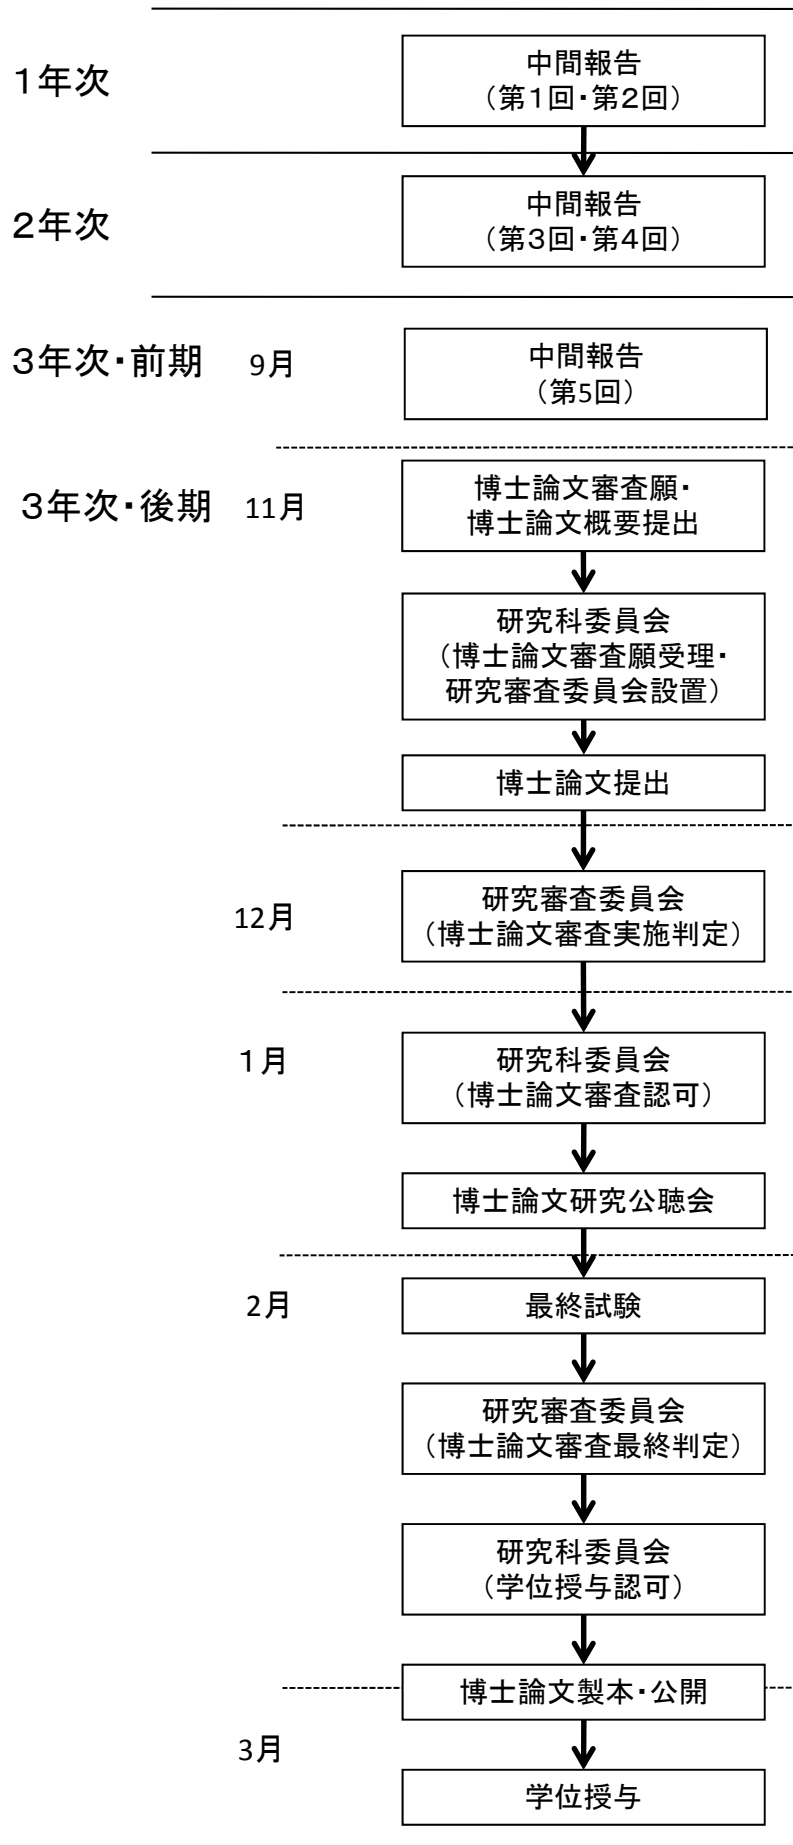 1年次
中間報告
（第1回・第2回）
2年次
中間報告
（第3回・第4回）
3年次・前期
9月
中間報告
（第5回）
3年次・後期
11月
博士論文審査願・
博士論文概要提出
研究科委員会
（博士論文審査願受理・
研究審査委員会設置）
博士論文提出
12月
研究審査委員会
（博士論文審査実施判定）
1月
研究科委員会
（博士論文審査認可）
博士論文研究公聴会
2月
最終試験
研究審査委員会
（博士論文審査最終判定）
研究科委員会
（学位授与認可）
博士論文製本・公開
3月
学位授与